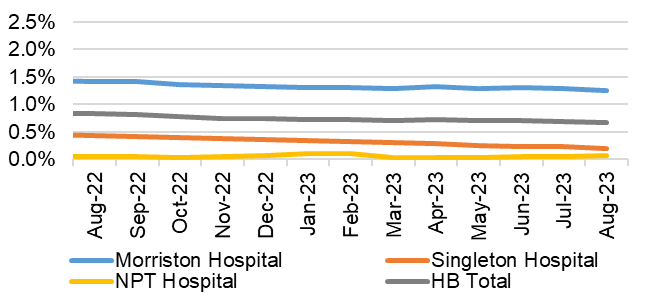 2.5%
2.0%
1.5%
1.0%
0.5%
0.0%
Aug-22
Sep-22
Oct-22
Nov-22
Dec-22
Jan-23
Feb-23
Mar-23
Apr-23
May-23
Jun-23
Jul-23
Aug-23
Morriston Hospital Singleton Hospital
NPT Hospital HB Total